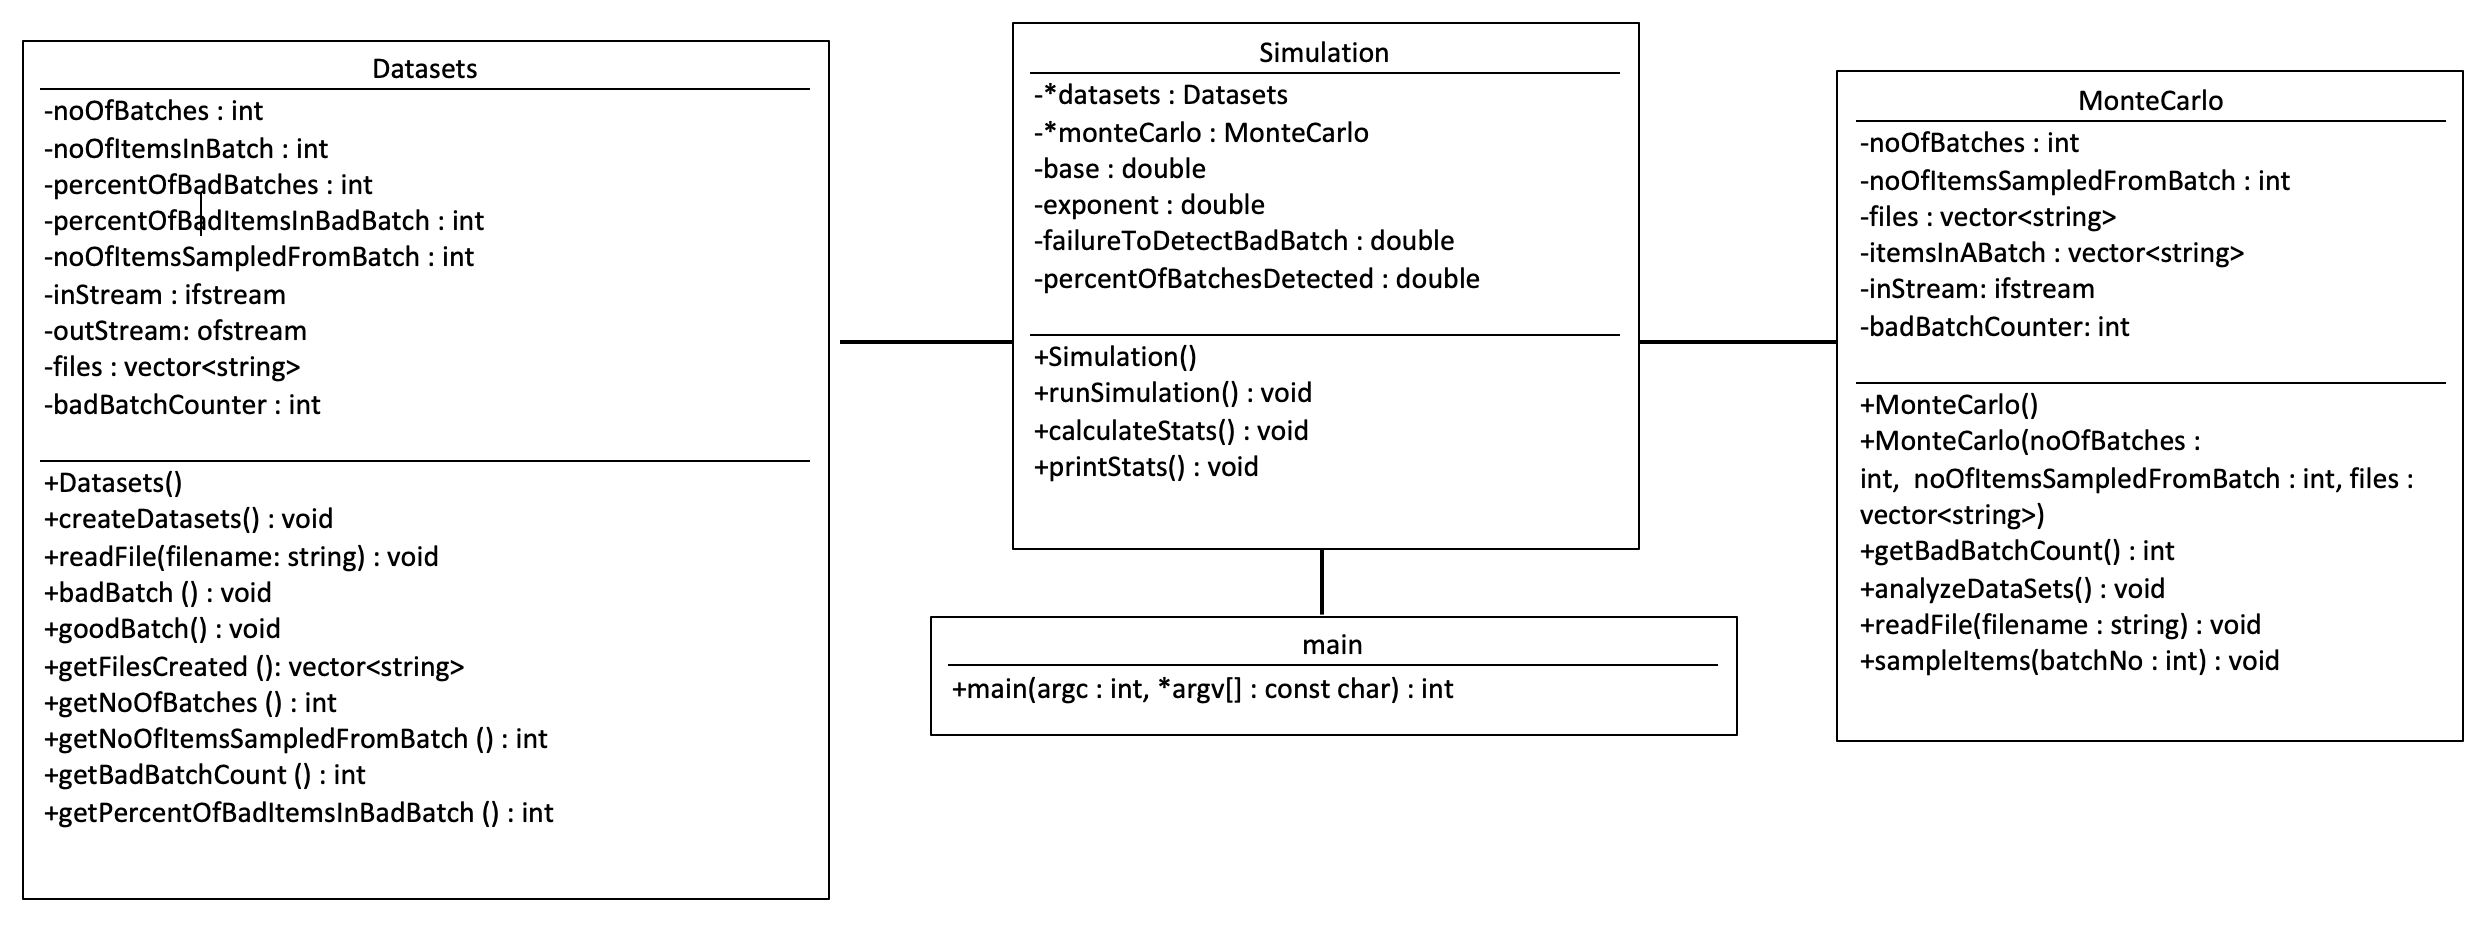 Datasets
-noOfBatches : int
-noOfItemsInBatch : int
-percentOfBadBatches : int
-percentOfBadItemsInBadBatch : int
-noOfItemsSampledFromBatch : int
-inStream : ifstream
-outStream: ofstream
-files : vector<string>
-badBatchCounter : int
+Datasets()
+createDatasets() : void
+readFile(filename: string) : void
+badBatch () : void
+goodBatch() : void
+getFilesCreated (): vector<string>
+getNoOfBatches () : int
+getNoOfItemsSampledFromBatch () : int
+getBadBatchCount () : int
+getPercentOfBadItemsInBadBatch () : int
Simulation
-*datasets : Datasets
-*monteCarlo : MonteCarlo
-base : double
-exponent : double
-failureToDetectBadBatch : double
-percentOfBatchesDetected : double
+Simulation()
+runSimulation() : void
+calculateStats() : void
+printStats() : void
main
+main(argc : int, *argv[] : const char) : int
MonteCarlo
-noOfBatches : int
-noOfItemsSampledFromBatch : int
-files : vector<string>
-itemsInABatch : vector<string>
-inStream: ifstream
-badBatchCounter: int
+MonteCarlo()
+MonteCarlo(noOfBatches :
int,  noOfItemsSampledFromBatch : int, files :
vector<string>)
+getBadBatchCount() : int
+analyzeDataSets() : void
+readFile(filename : string) : void
+sampleItems(batchNo : int) : void